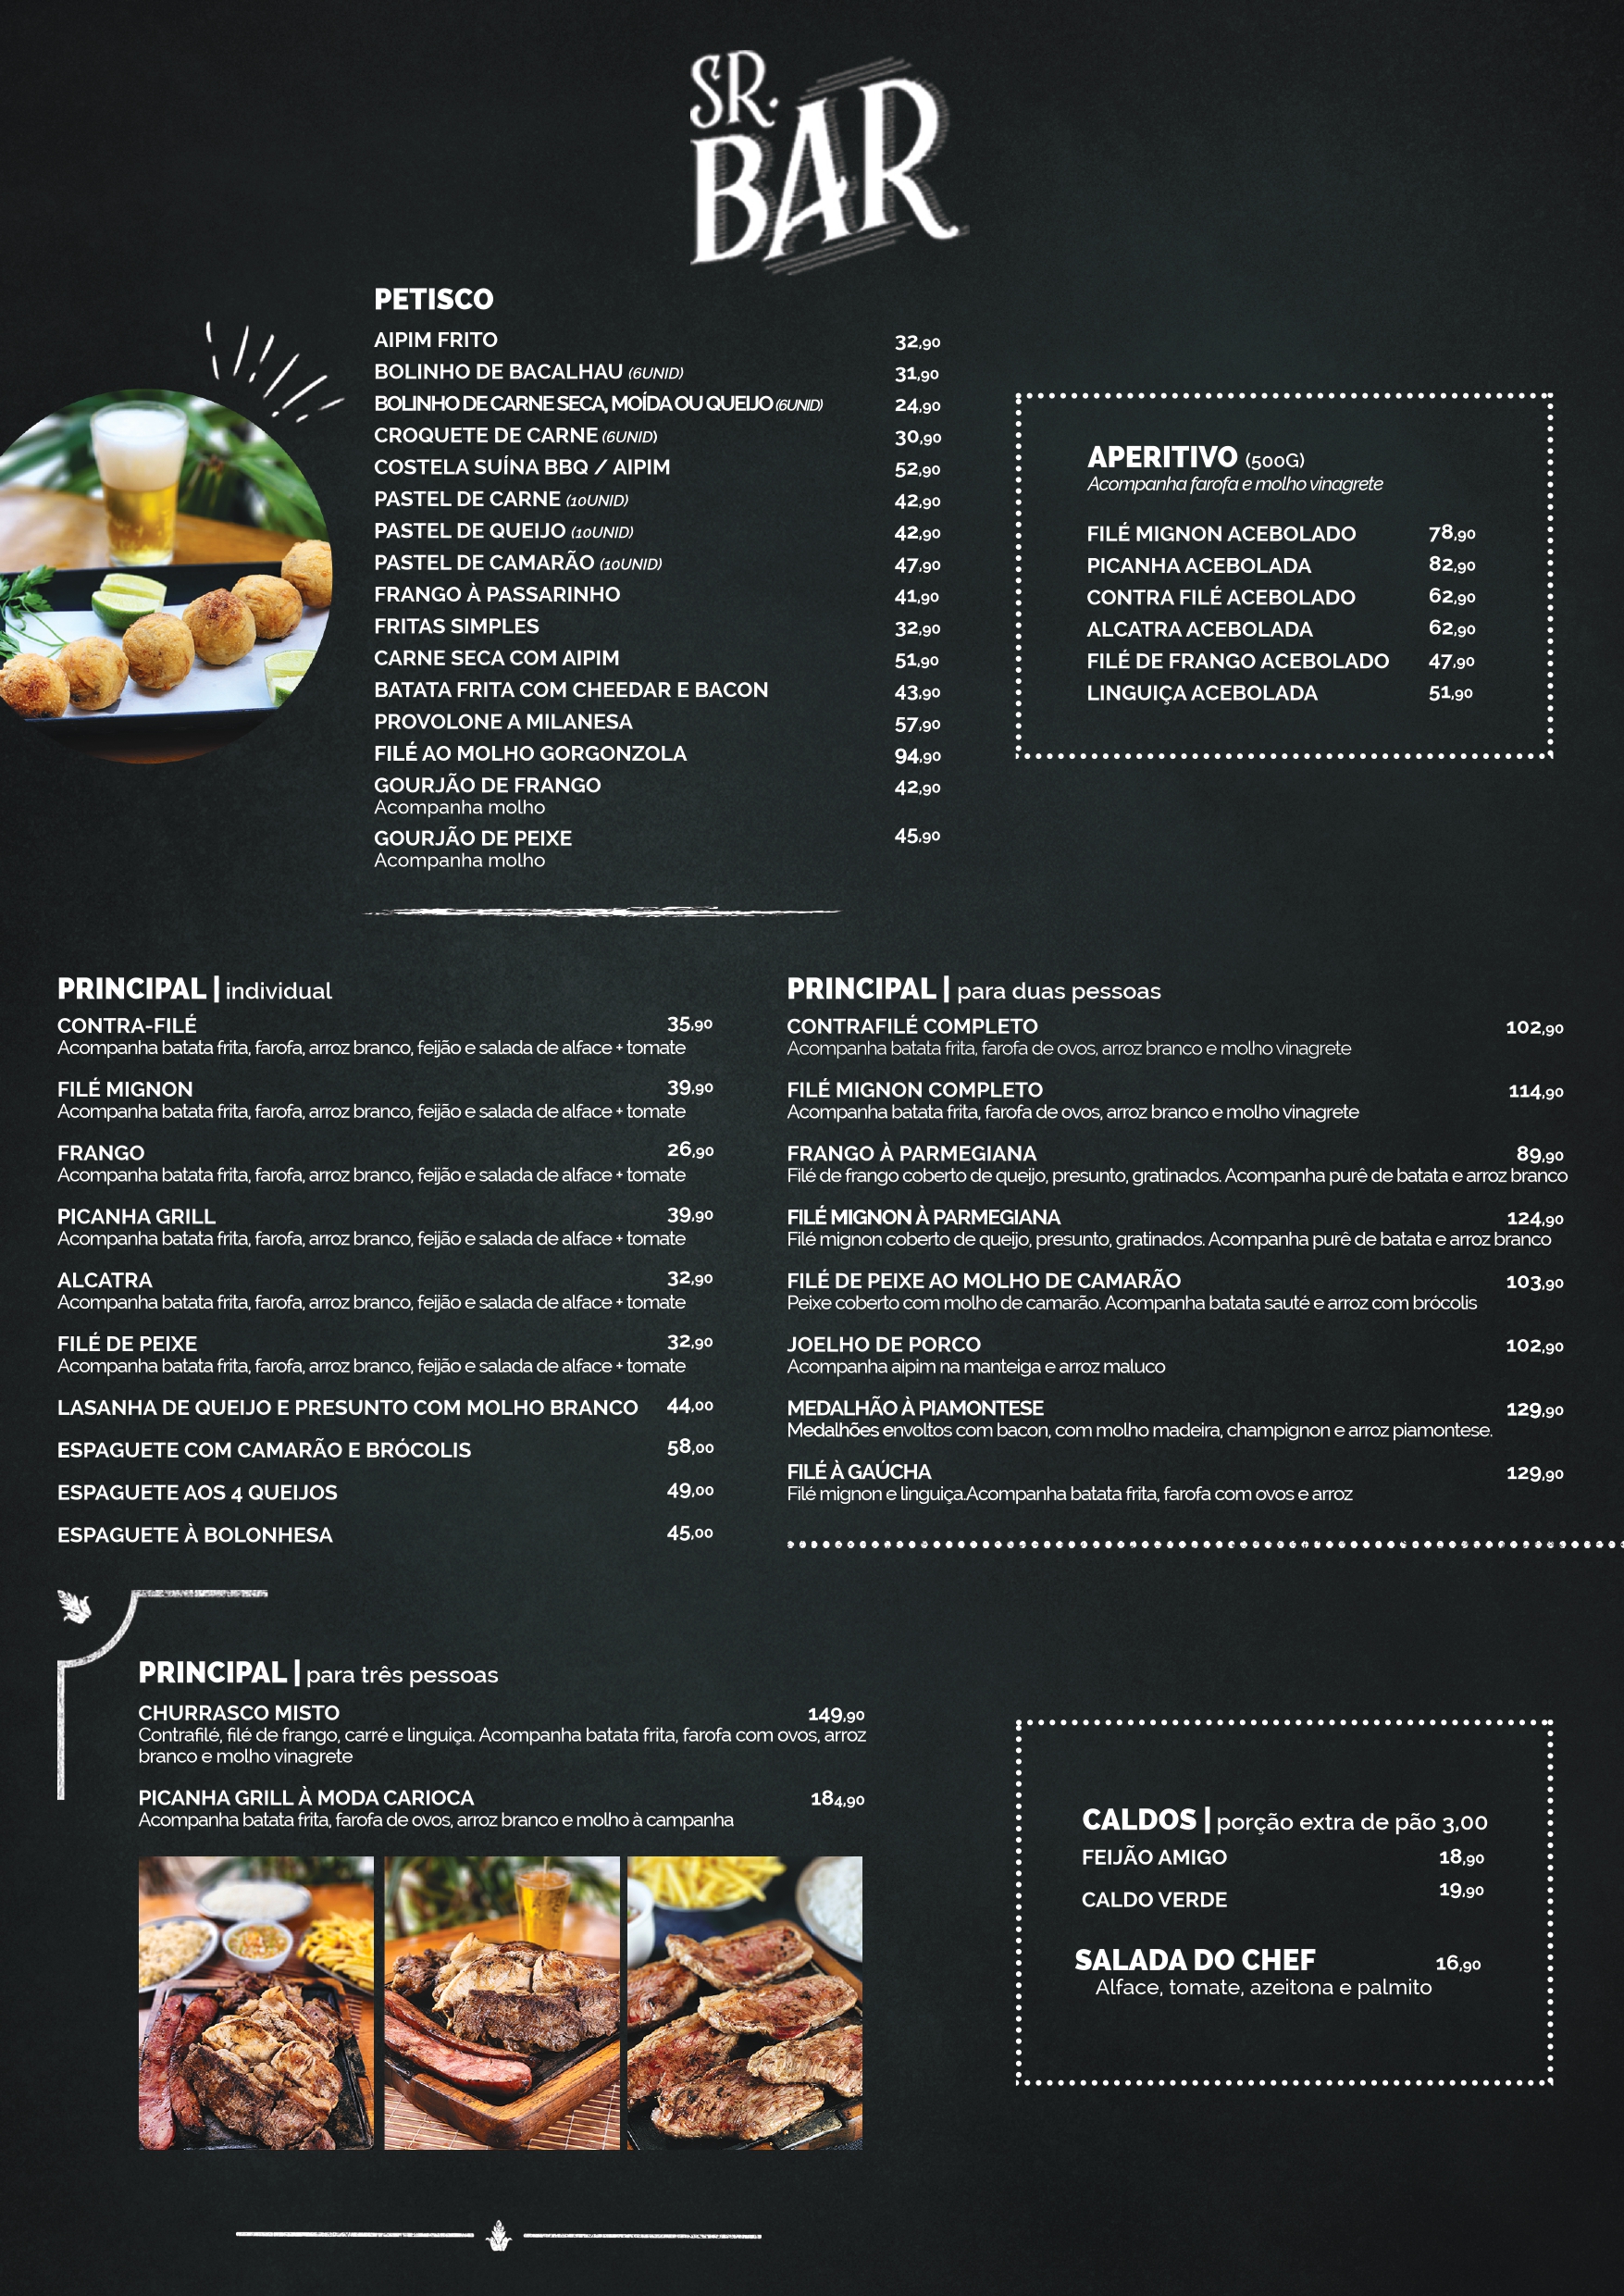 SR.
BAR
PETISCO
AIPIM FRITO 32,90
BOLINHO DE BACALHAU (6UNID) 31,90
BOLINHO DE CARNE SECA, MOÍDA OU QUEIJO (6UNID) 24,90
CROQUETE DE CARNE (6UNID) 30,90
COSTELA SUÍNA BBQ / AIPIM 52,90
PASTEL DE CARNE (10UNID) 42,90
PASTEL DE QUEIJO (10UNID) 42,90
PASTEL DE CAMARÃO (10UNID) 47,90
FRANGO À PASSARINHO 41,90
FRITAS SIMPLES 32,90
CARNE SECA COM AIPIM 51,90
BATATA FRITA COM CHEEDAR E BACON 43,90
PROVOLONE A MILANESA 57,90
FILÉ AO MOLHO GORGONZOLA 94,90
GOURJÃO DE FRANGO 42,90
Acompanha molho
GOURJÃO DE PEIXE 45,90
Acompanha molho
APERITIVO (500G)
Acompanha farofa e molho vinagrete
FILÉ MIGNON ACEBOLADO 78,90
PICANHA ACEBOLADA 82,90
CONTRA FILÉ ACEBOLADO 62,90
ALCATRA ACEBOLADA 62,90
FILÉ DE FRANGO ACEBOLADO 47,90
LINGUIÇA ACEBOLADA 51,90
PRINCIPAL | individual
CONTRA-FILÉ 35,90
Acompanha batata frita, farofa, arroz branco, feijão e salada de alface + tomate
FILÉ MIGNON 39,90
Acompanha batata frita, farofa, arroz branco, feijão e salada de alface + tomate
FRANGO 26,90
Acompanha batata frita, farofa, arroz branco, feijão e salada de alface + tomate
PICANHA GRILL 39,90
Acompanha batata frita, farofa, arroz branco, feijão e salada de alface + tomate
ALCATRA 32,90
Acompanha batata frita, farofa, arroz branco, feijão e salada de alface + tomate
FILÉ DE PEIXE 32,90
Acompanha batata frita, farofa, arroz branco, feijão e salada de alface + tomate
LASANHA DE QUEIJO E PRESUNTO COM MOLHO BRANCO 44,00
ESPAGUETE COM CAMARÃO E BRÓCOLIS 58,00
ESPAGUETE AOS 4 QUEIJOS 49,00
ESPAGUETE À BOLONHESA 45,00
PRINCIPAL | para duas pessoas
CONTRAFILÉ COMPLETO 102,90
Acompanha batata frita, farofa de ovos, arroz branco e molho vinagrete
FILÉ MIGNON COMPLETO 114,90
Acompanha batata frita, farofa de ovos, arroz branco e molho vinagrete
FRANGO À PARMEGIANA 89,90
Filé de frango coberto de queijo, presunto, gratinados. Acompanha purê de batata e arroz branco
FILÉ MIGNON À PARMEGIANA 124,90
Filé mignon coberto de queijo, presunto, gratinados. Acompanha purê de batata e arroz branco
FILÉ DE PEIXE AO MOLHO DE CAMARÃO 103,90
Peixe coberto com molho de camarão. Acompanha batata sauté e arroz com brócolis
JOELHO DE PORCO 102,90
Acompanha aipim na manteiga e arroz maluco
MEDALHÃO À PIAMONTESE 129,90
Medalhões envoltos com bacon, com molho madeira, champignon e arroz piamontese.
FILÉ À GAÚCHA 129,90
Filé mignon e linguiça.Acompanha batata frita, farofa com ovos e arroz
PRINCIPAL | para três pessoas
CHURRASCO MISTO 149,90
Contrafilé, filé de frango, carré e linguiça. Acompanha batata frita, farofa com ovos, arroz
branco e molho vinagrete
PICANHA GRILL À MODA CARIOCA 184,90
Acompanha batata frita, farofa de ovos, arroz branco e molho à campanha
CALDOS | porção extra de pão 3,00
FEIJÃO AMIGO 18,90
CALDO VERDE 19,90
SALADA DO CHEF 16,90
Alface, tomate, azeitona e palmito